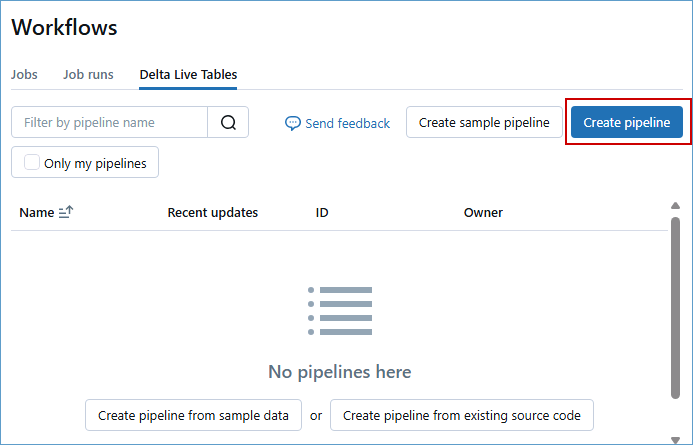 Workflows
Jobs Job runs Delta Live Tables
Filter by pipeline name Send feedback Create sample pipeline Create pipeline
Only my pipelines
Name Recent updates ID Owner
No pipelines here
Create pipeline from sample data or Create pipeline from existing source code